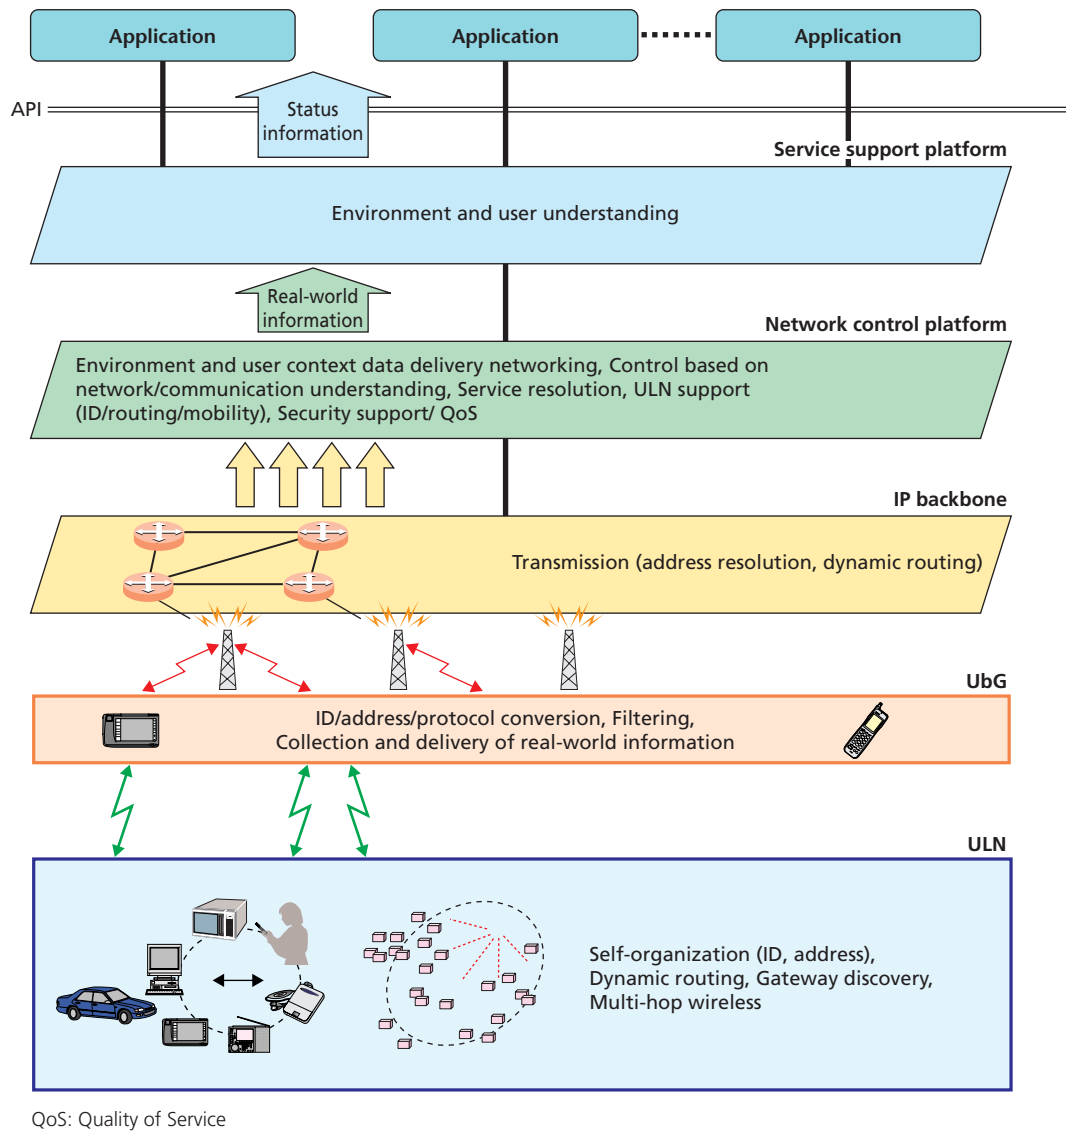 Application
Application
Application
API
Status
information
Service support platform
Environment and user understanding
Real-world
information
Network control platform
Environment and user context data delivery networking, Control based on
network/communication understanding, Service resolution, ULN support
(ID/routing/mobility), Security support/ QoS
IP backbone
Transmission (address resolution, dynamic routing)
UbG
ID/address/protocol conversion, Filtering,
Collection and delivery of real-world information
ULN
Self-organization (ID, address),
Dynamic routing, Gateway discovery,
Multi-hop wireless
QoS: Quality of Service